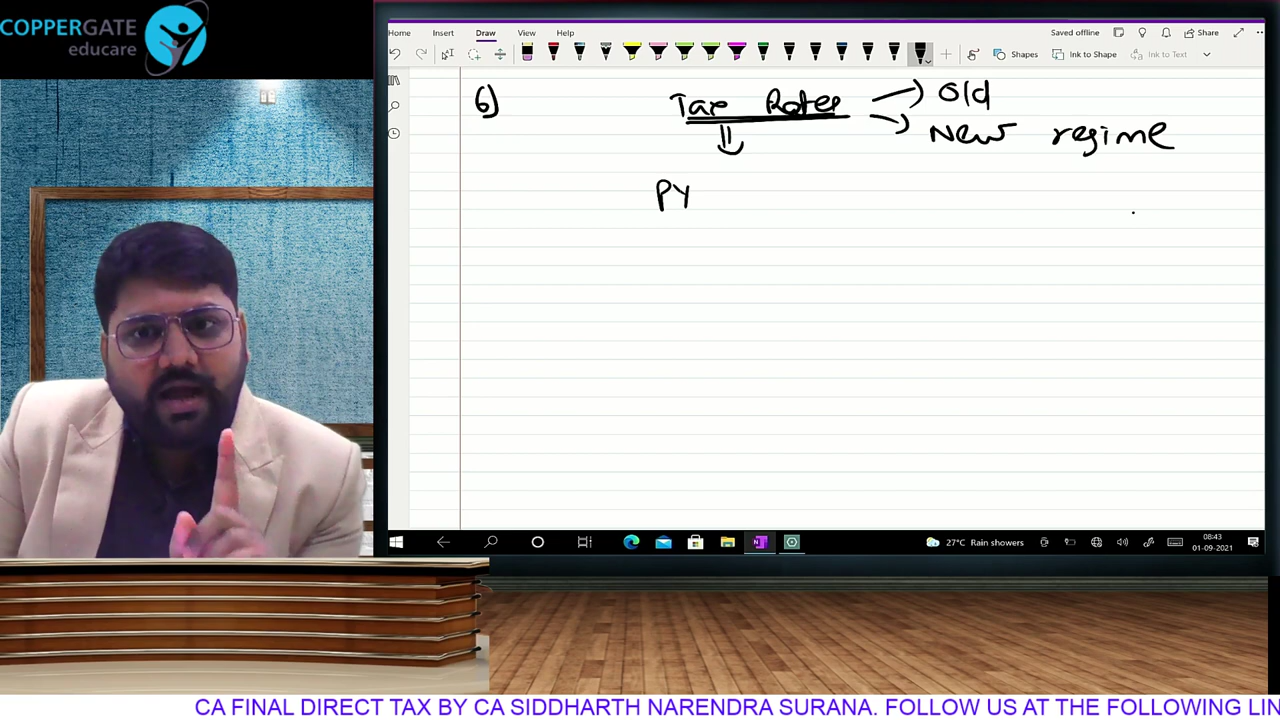 COPPERGATE
educare
Home Insert Draw View Help
Saved offline
Share
Shapes
Ink to Shape
Ink to Text
6) Tax Rates → Old
→ New regime
PY
27°C Rain showers
08:43
01-09-2021
CA FINAL DIRECT TAX BY CA SIDDHARTH NARENDRA SURANA. FOLLOW US AT THE FOLLOWING LIN